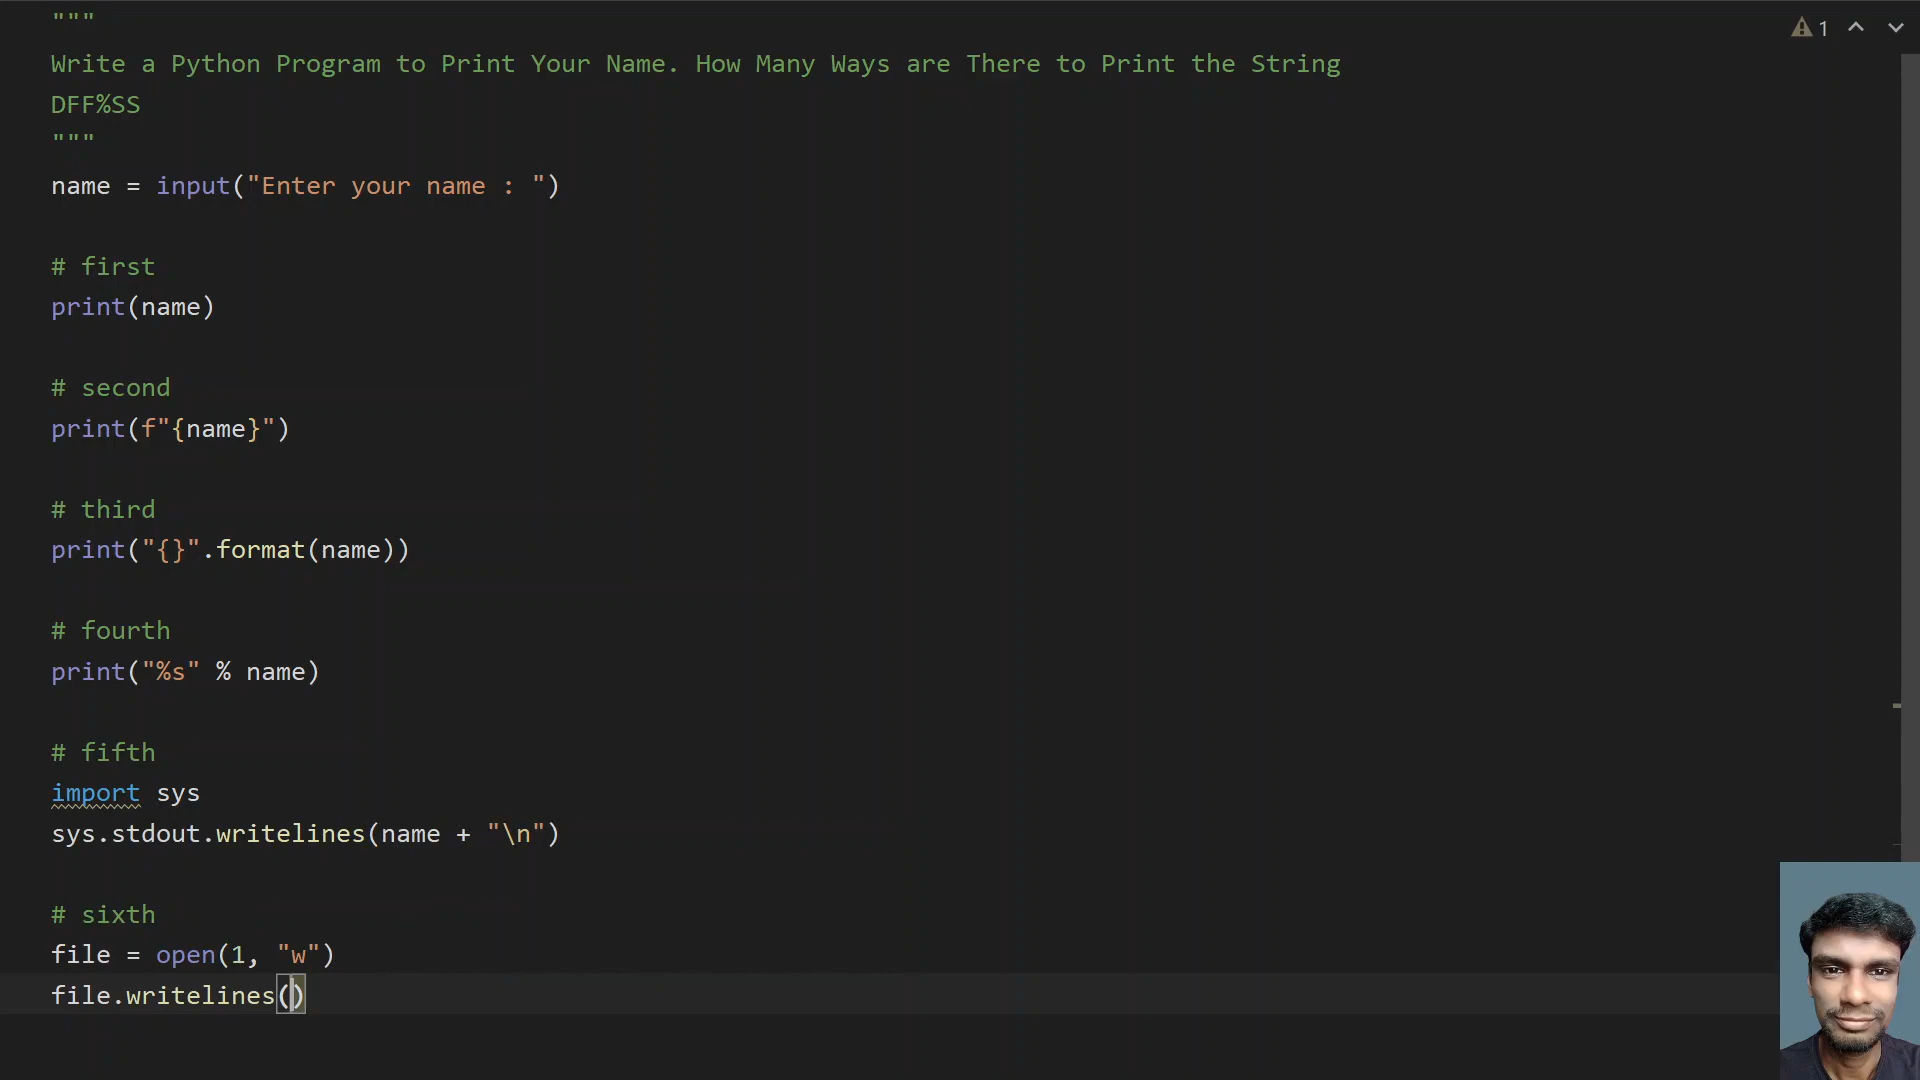 """
1
Write a Python Program to Print Your Name. How Many Ways are There to Print the String
DFF%SS
"""
name = input("Enter your name : ")
# first
print(name)
# second
print(f"{name}")
# third
print("{}".format(name))
# fourth
print("%s" % name)
# fifth
import sys
sys.stdout.writelines(name + "\n")
# sixth
file = open(1, "w")
file.writelines()